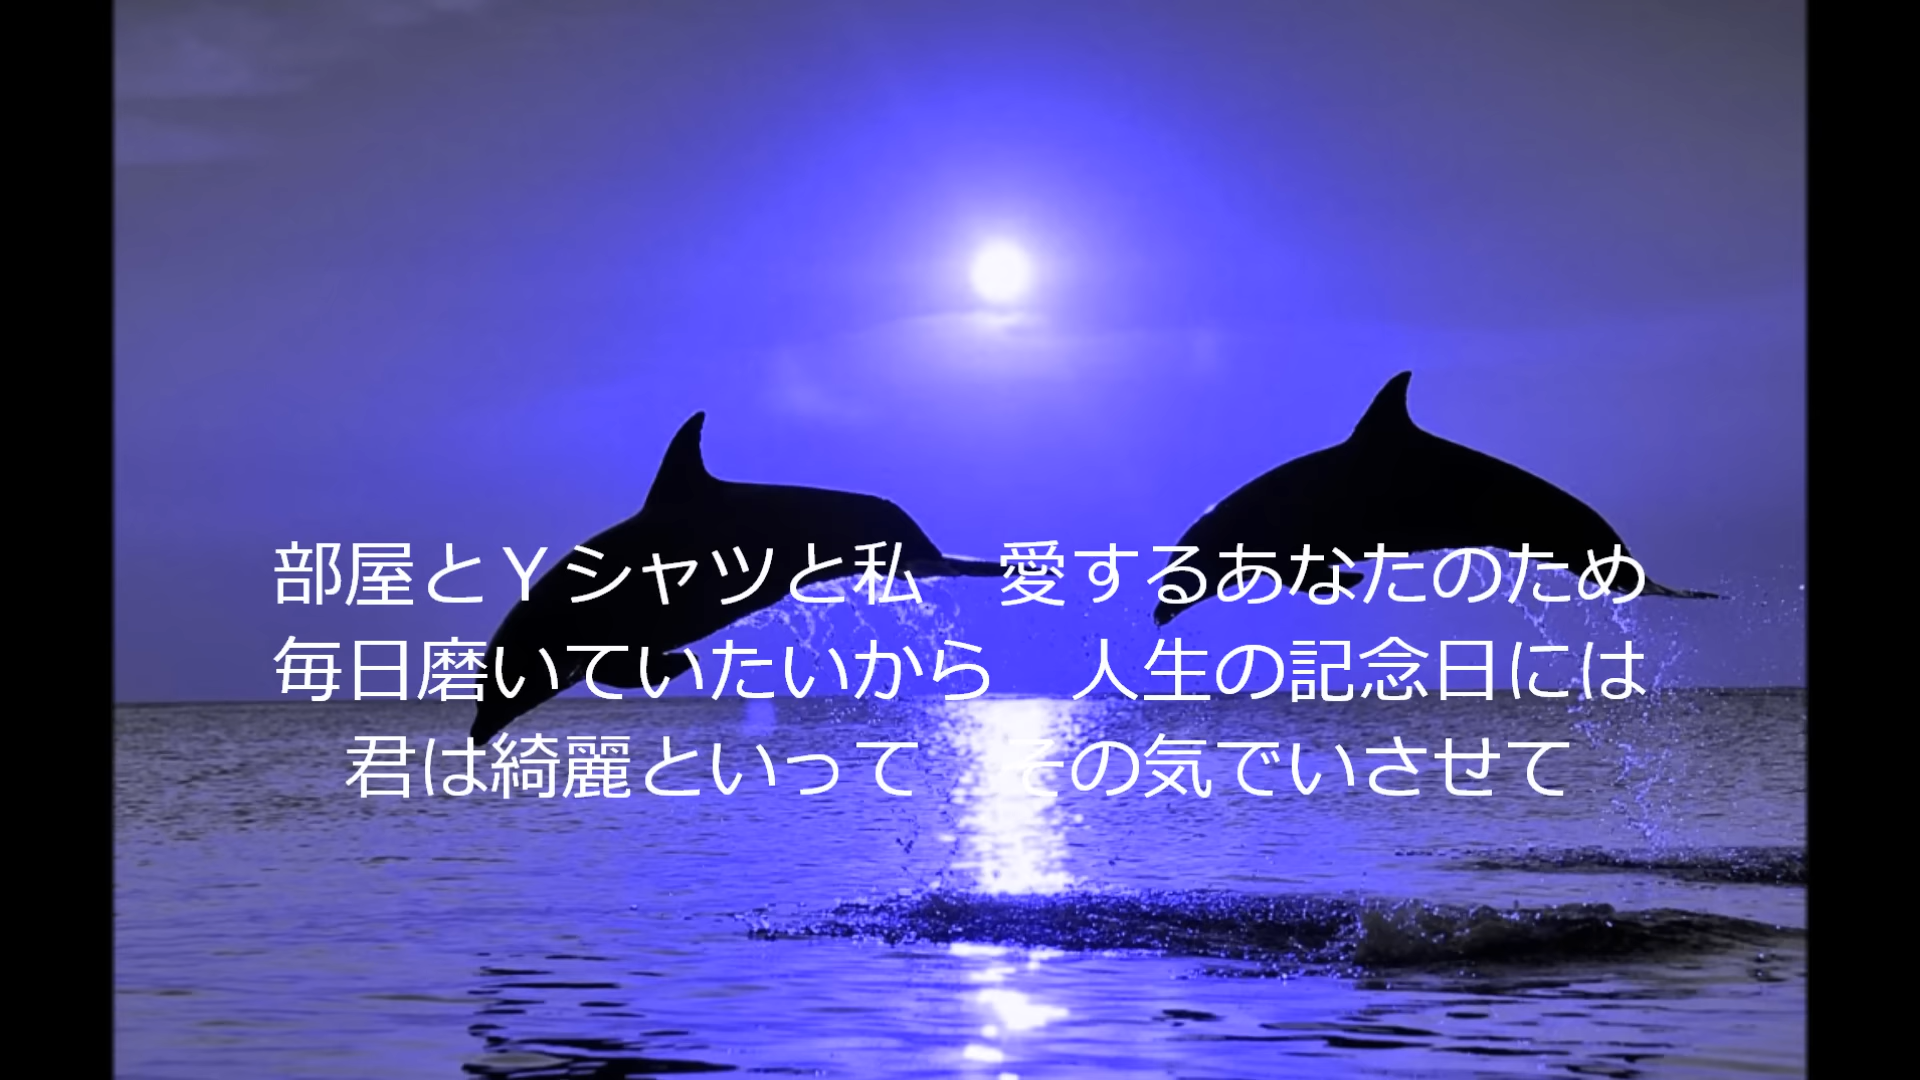 部屋とＹシャツと私　愛するあなたのため
毎日磨いていたいから　人生の記念日には
君は綺麗といって　その気でいさせて